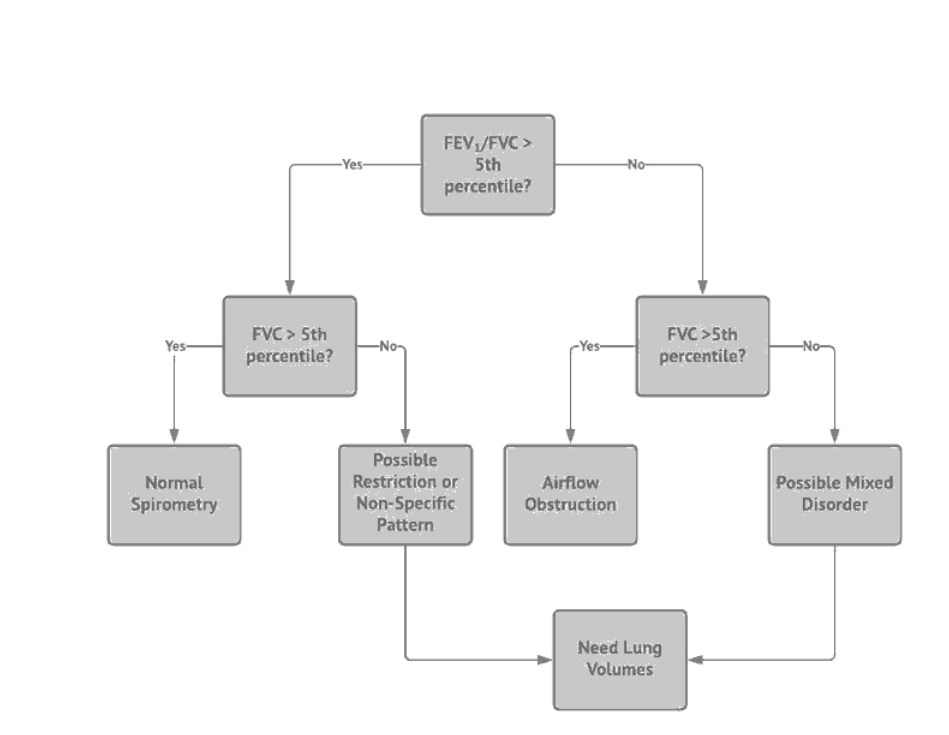 FEV₁/FVC >
5th
percentile?
Yes
No
FVC > 5th
percentile?
FVC >5th
percentile?
Yes
No
Yes
No
Normal
Spirometry
Possible
Restriction or
Non-Specific
Pattern
Airflow
Obstruction
Possible Mixed
Disorder
Need Lung
Volumes